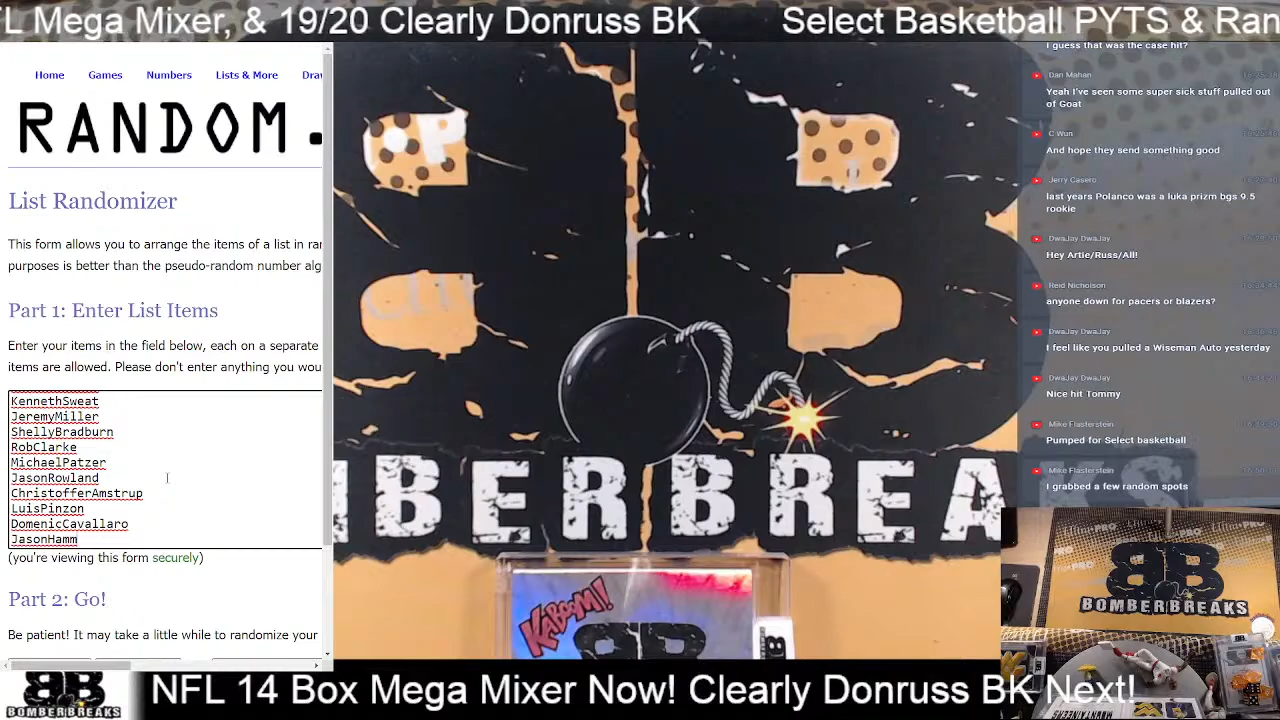 FL Mega Mixer, & 19/20 Clearly Donruss BK Select Basketball PYTS & Ran
Home Games Numbers Lists & More Dra
RANDOM.
List Randomizer
This form allows you to arrange the items of a list in ra
purposes is better than the pseudo-random number alg
Part 1: Enter List Items
Enter your items in the field below, each on a separate
items are allowed. Please don't enter anything you wou
KennethSweat
JeremyMiller
ShellyBradburn
RobClarke
MichaelPatzer
JasonRowland
ChristofferAmstrup
LuisPinzon
DomenicCavallaro
JasonHamm
(you're viewing this form securely)
Part 2: Go!
Be patient! It may take a little while to randomize your
MBER BREA
KABOOM!
BB
I guess that was the case hit?
Dan Mahan
Yeah I've seen some super sick stuff pulled out
of Goat
C Wun
And hope they send something good
Jerry Casero
last years Polanco was a luka prizm bgs 9.5
rookie
DwaJay DwaJay
Hey Artie/Russ/All!
Reid Nicholson
anyone down for pacers or blazers?
DwaJay DwaJay
I feel like you pulled a Wiseman Auto yesterday
DwaJay DwaJay
Nice hit Tommy
Mike Flasterstein
Pumped for Select basketball
Mike Flasterstein
I grabbed a few random spots
BB
BOMBERBREAKS
BB
BOMBERBREAKS
NFL 14 Box Mega Mixer Now! Clearly Donruss BK Next!